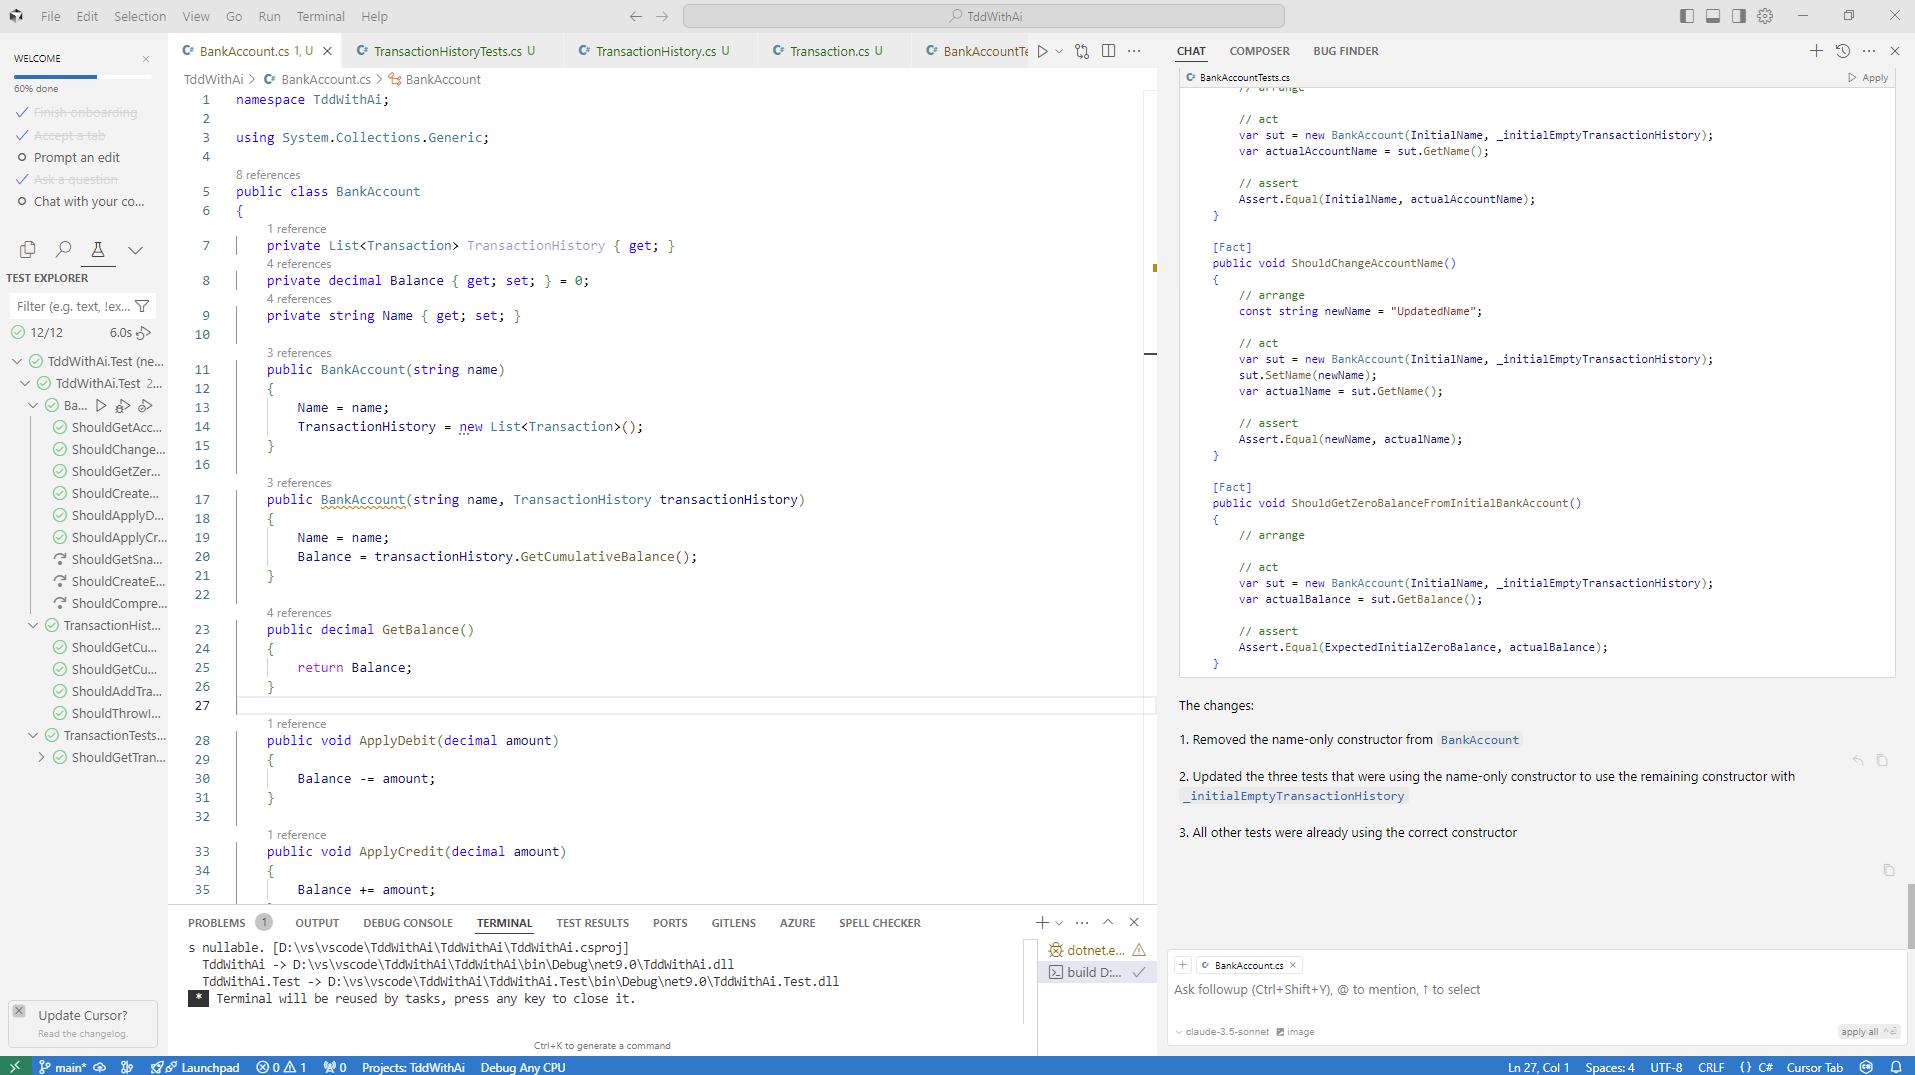 File Edit Selection View Go Run Terminal Help
TddWithAi
WELCOME
60% done
Finish onboarding
Accept a tab
Prompt an edit
Ask a question
Chat with your co...
TEST EXPLORER
Filter (e.g. text, !ex...
12/12 6.0s
TddWithAi.Test (ne...
TddWithAi.Test 2...
Ba...
ShouldGetAcc...
ShouldChange...
ShouldGetZer...
ShouldCreate...
ShouldApplyD...
ShouldApplyCr...
ShouldGetSna...
ShouldCreateE...
ShouldCompre...
TransactionHist...
ShouldGetCu...
ShouldGetCu...
ShouldAddTra...
ShouldThrowI...
TransactionTests...
ShouldGetTran...
Update Cursor?
Read the changelog.
BankAccount.cs 1, U TransactionHistoryTests.cs U TransactionHistory.cs U Transaction.cs U BankAccountTe
TddWithAi > BankAccount.cs > BankAccount
1 namespace TddWithAi;
2
3 using System.Collections.Generic;
4
8 references
5 public class BankAccount
6 {
1 reference
7 private List<Transaction> TransactionHistory { get; }
4 references
8 private decimal Balance { get; set; } = 0;
4 references
9 private string Name { get; set; }
10
3 references
11 public BankAccount(string name)
12 {
13 Name = name;
14 TransactionHistory = new List<Transaction>();
15 }
16
3 references
17 public BankAccount(string name, TransactionHistory transactionHistory)
18 {
19 Name = name;
20 Balance = transactionHistory.GetCumulativeBalance();
21 }
22
4 references
23 public decimal GetBalance()
24 {
25 return Balance;
26 }
27
1 reference
28 public void ApplyDebit(decimal amount)
29 {
30 Balance -= amount;
31 }
32
1 reference
33 public void ApplyCredit(decimal amount)
34 {
35 Balance += amount;
PROBLEMS 1 OUTPUT DEBUG CONSOLE TERMINAL TEST RESULTS PORTS GITLENS AZURE SPELL CHECKER
s nullable. [D:\vs\vscode\TddWithAi\TddWithAi\TddWithAi.csproj]
TddWithAi -> D:\vs\vscode\TddWithAi\TddWithAi\bin\Debug\net9.0\TddWithAi.dll
TddWithAi.Test -> D:\vs\vscode\TddWithAi\TddWithAi.Test\bin\Debug\net9.0\TddWithAi.Test.dll
* Terminal will be reused by tasks, press any key to close it.
Ctrl+K to generate a command
dotnet.e...
build D:...
CHAT COMPOSER BUG FINDER
BankAccountTests.cs Apply
// arrange
// act
var sut = new BankAccount(InitialName, _initialEmptyTransactionHistory);
var actualAccountName = sut.GetName();
// assert
Assert.Equal(InitialName, actualAccountName);
}
[Fact]
public void ShouldChangeAccountName()
{
// arrange
const string newName = "UpdatedName";
// act
var sut = new BankAccount(InitialName, _initialEmptyTransactionHistory);
sut.SetName(newName);
var actualName = sut.GetName();
// assert
Assert.Equal(newName, actualName);
}
[Fact]
public void ShouldGetZeroBalanceFromInitialBankAccount()
{
// arrange
// act
var sut = new BankAccount(InitialName, _initialEmptyTransactionHistory);
var actualBalance = sut.GetBalance();
// assert
Assert.Equal(ExpectedInitialZeroBalance, actualBalance);
}
The changes:
1. Removed the name-only constructor from BankAccount
2. Updated the three tests that were using the name-only constructor to use the remaining constructor with
_initialEmptyTransactionHistory
3. All other tests were already using the correct constructor
BankAccount.cs
Ask followup (Ctrl+Shift+Y), @ to mention, ↑ to select
claude-3.5-sonnet image apply all
main* Launchpad 0 1 0 Projects: TddWithAi Debug Any CPU Ln 27, Col 1 Spaces: 4 UTF-8 CRLF {} C# Cursor Tab